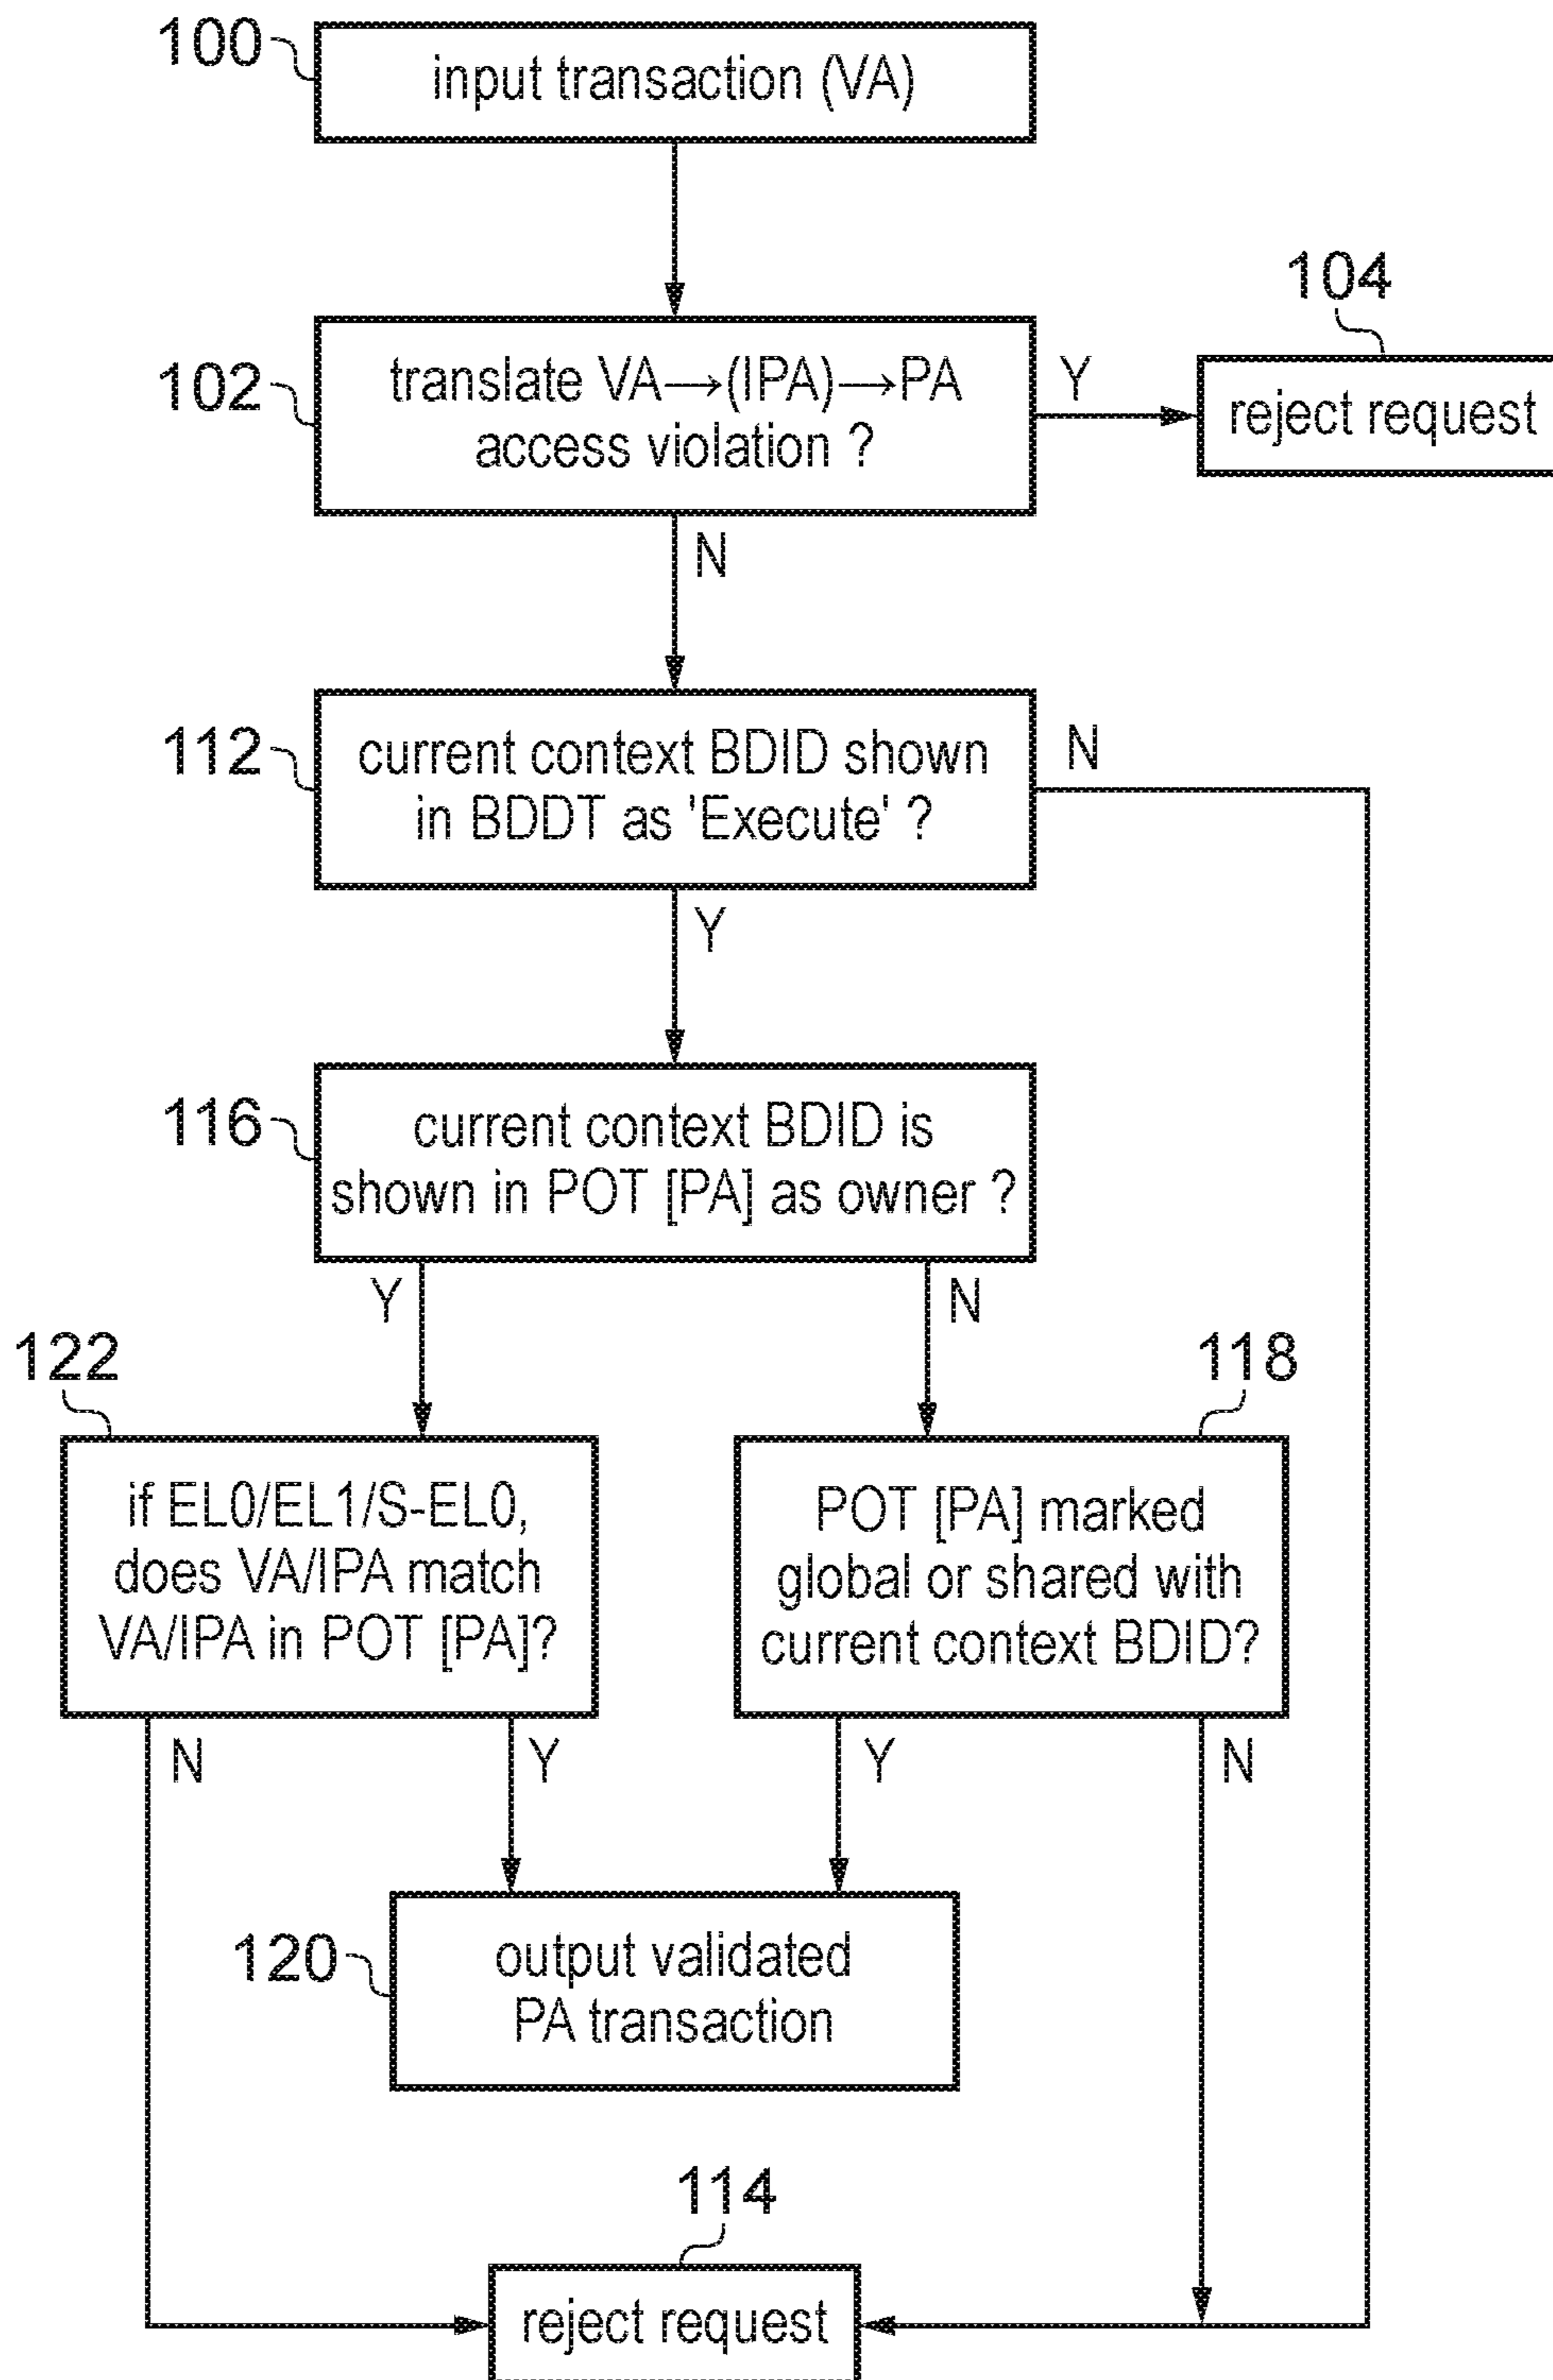 100
input transaction (VA)
104
102
translate VA→(IPA)→PA
access violation ?
Y
reject request
N
112
current context BDID shown
in BDDT as 'Execute' ?
N
Y
116
current context BDID is
shown in POT [PA] as owner ?
Y
N
122
118
if EL0/EL1/S-EL0,
does VA/IPA match
VA/IPA in POT [PA]?
POT [PA] marked
global or shared with
current context BDID?
N
Y
Y
N
120
output validated
PA transaction
114
reject request